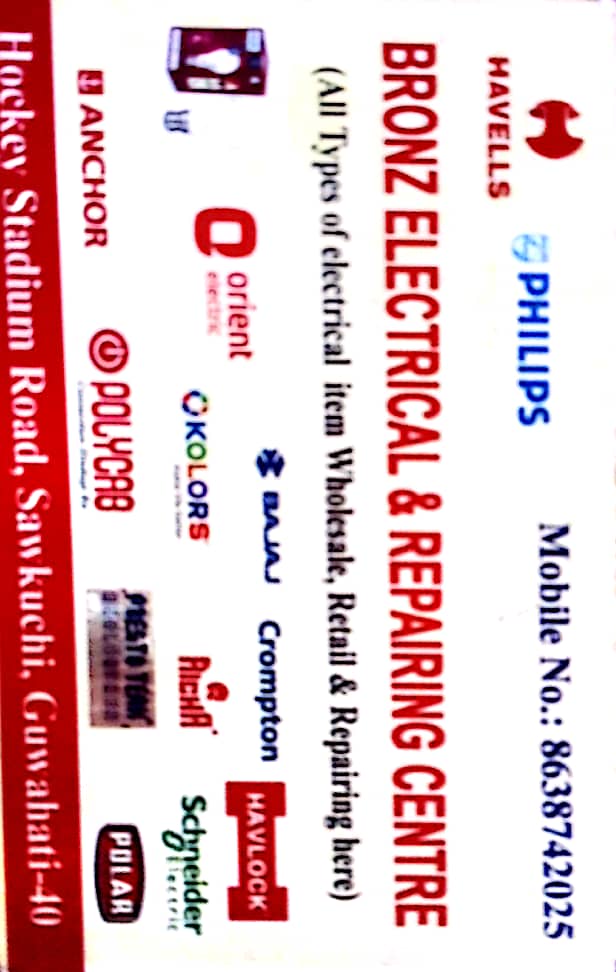 Mobile No.: 8638742025
HAVELLS
PHILIPS
BRONZ ELECTRICAL & REPAIRING CENTRE
(All Types of electrical item Wholesale, Retail & Repairing here)
BAJAJ
Crompton
HAVLOCK
orient
electric
KOLORS
RICHA
Schneider
Electric
ANCHOR
POLYCAB
PRESTO
POLAR
Hockey Stadium Road, Sawkuchi, Guwahati-40